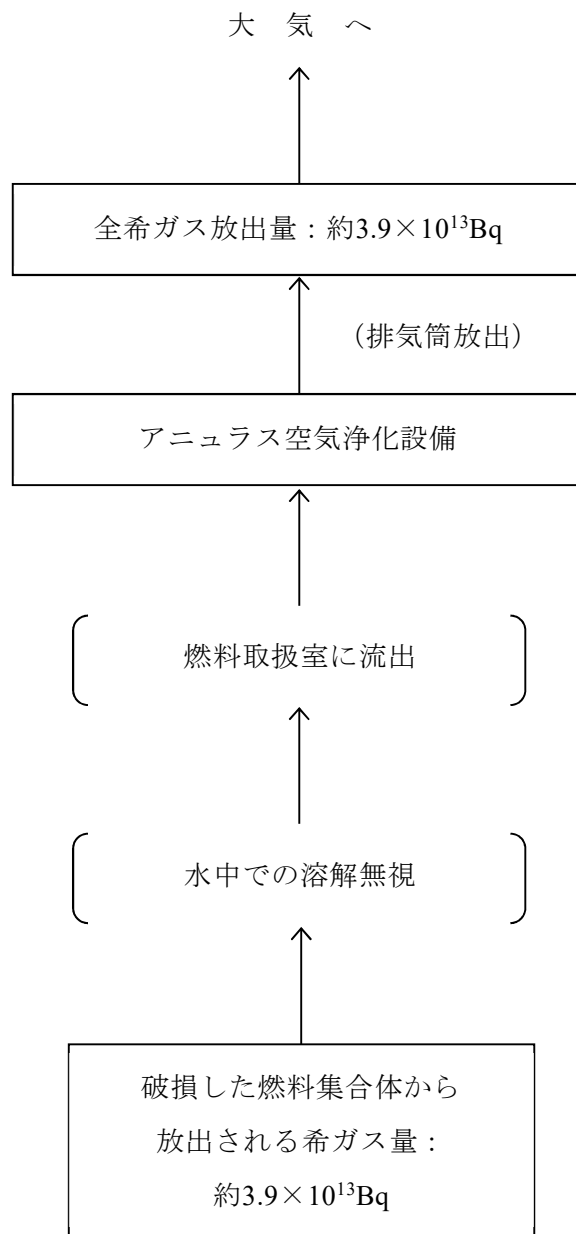 大 気 へ
全希ガス放出量：約3.9×10¹³Bq
（排気筒放出）
アニュラス空気浄化設備
燃料取扱室に流出
水中での溶解無視
破損した燃料集合体から
放出される希ガス量：
約3.9×10¹³Bq